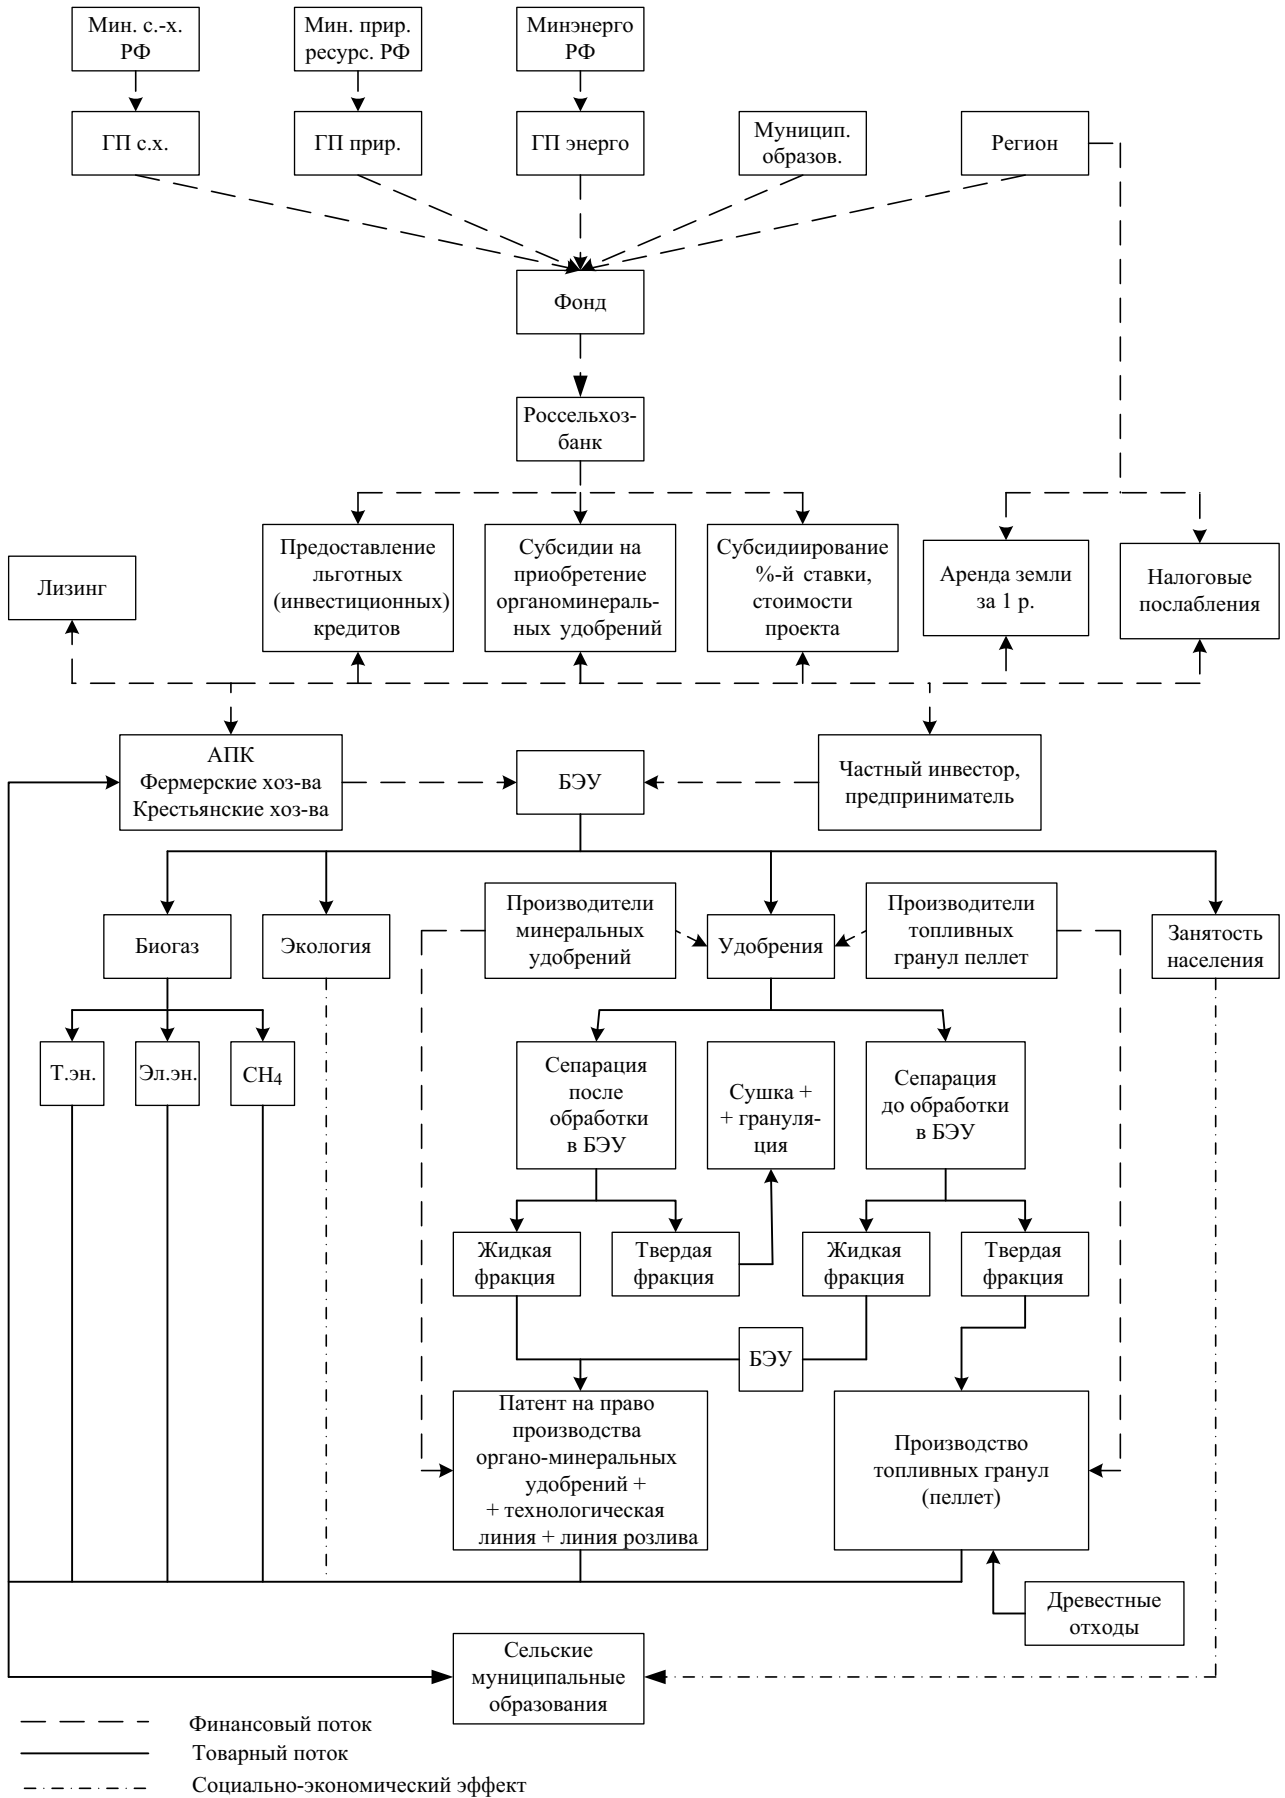 Мин. с.-х.
РФ
Мин. прир.
ресурс. РФ
Минэнерго
РФ
ГП с.х.
ГП прир.
ГП энерго
Муницип.
образов.
Регион
Фонд
Россельхоз-
банк
Лизинг
Предоставление
льготных
(инвестиционных)
кредитов
Субсидии на
приобретение
органоминераль-
ных удобрений
Субсидирование
%-й ставки,
стоимости
проекта
Аренда земли
за 1 р.
Налоговые
послабления
АПК
Фермерские хоз-ва
Крестьянские хоз-ва
БЭУ
Частный инвестор,
предприниматель
Биогаз
Экология
Производители
минеральных
удобрений
Удобрения
Производители
топливных
гранул пеллет
Занятость
населения
Т.эн.
Эл.эн.
CH4
Сепарация
после
обработки
в БЭУ
Сушка +
+ грануля-
ция
Сепарация
до обработки
в БЭУ
Жидкая
фракция
Твердая
фракция
Жидкая
фракция
Твердая
фракция
БЭУ
Патент на право
производства
органо-минеральных
удобрений +
+ технологическая
линия + линия розлива
Производство
топливных гранул
(пеллет)
Древестные
отходы
Сельские
муниципальные
образования
Финансовый поток
Товарный поток
Социально-экономический эффект